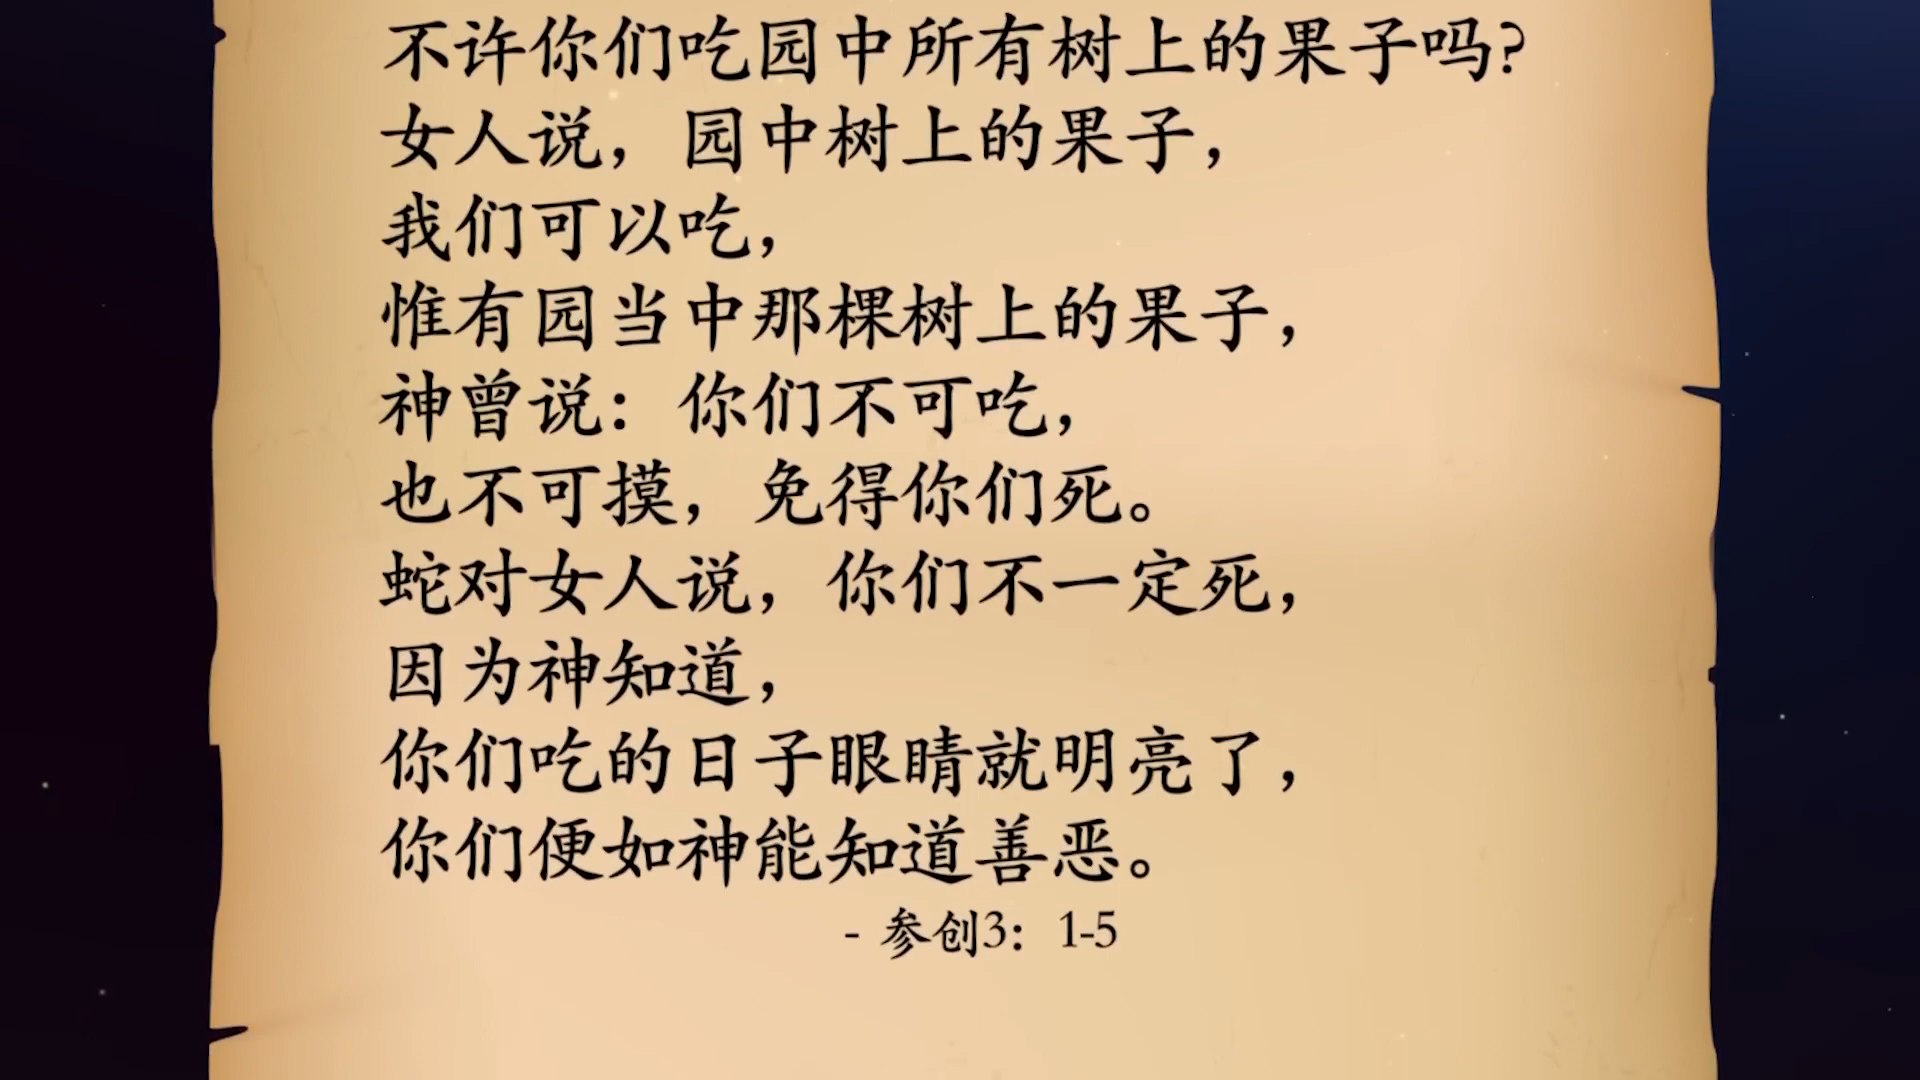 不许你们吃园中所有树上的果子吗?
女人说，园中树上的果子，
我们可以吃，
惟有园当中那棵树上的果子，
神曾说：你们不可吃，
也不可摸，免得你们死。
蛇对女人说，你们不一定死，
因为神知道，
你们吃的日子眼睛就明亮了，
你们便如神能知道善恶。
- 参创3：1-5